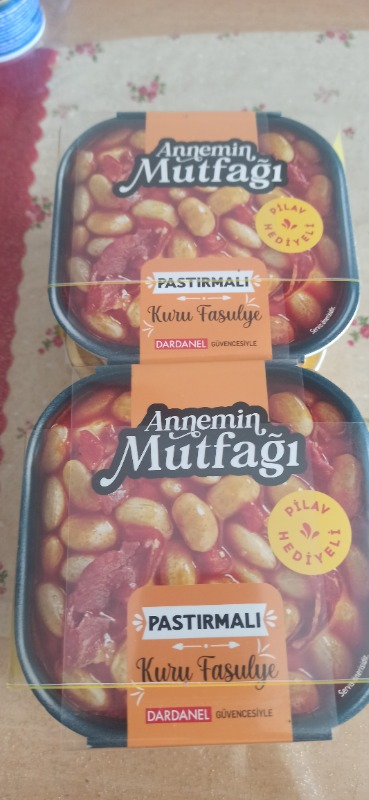 Annemin
Mutfağı
PİLAV
HEDİYELİ
PASTIRMALI
Kuru Fasulye
DARDANEL GÜVENCESİYLE
Annemin
Mutfağı
PİLAV
HEDİYELİ
PASTIRMALI
Kuru Fasulye
DARDANEL GÜVENCESİYLE